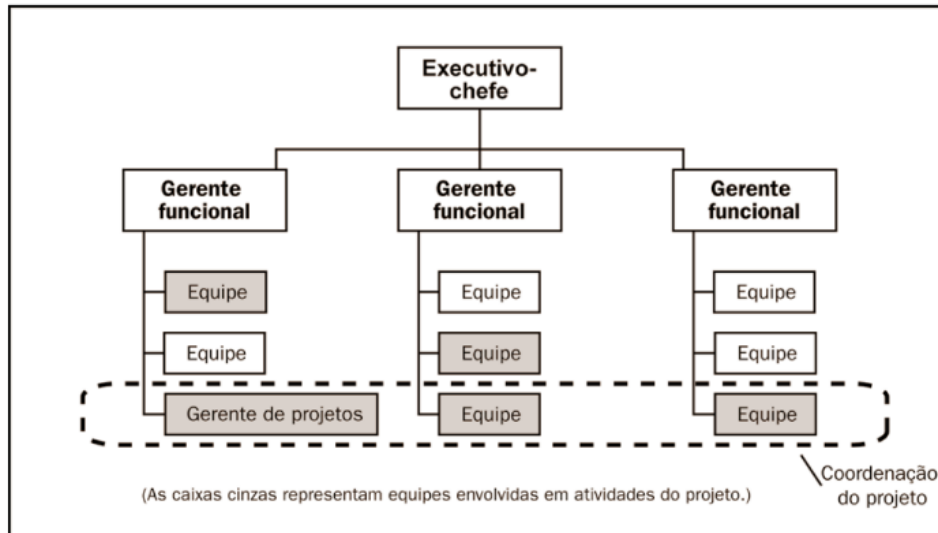 Executivo-
chefe
Gerente
funcional
Gerente
funcional
Gerente
funcional
Equipe
Equipe
Equipe
Equipe
Equipe
Equipe
Gerente de projetos
Equipe
Equipe
Coordenação
do projeto
(As caixas cinzas representam equipes envolvidas em atividades do projeto.)